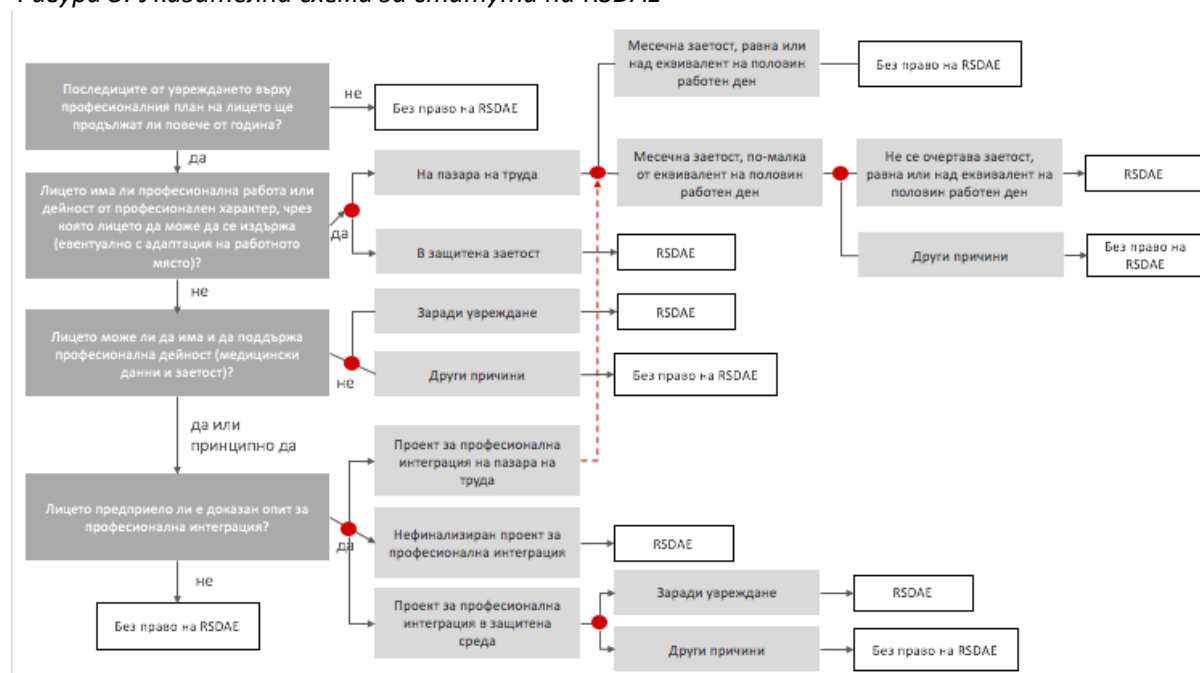 Фигура 3: Указателна схема за статута на RSDAE
Месечна заетост, равна или
над еквивалент на половин
работен ден
Без право на RSDAE
Последиците от увреждането върху
професионалния план на лицето ще
продължат ли повече от година?
не
Без право на RSDAE
да
Лицето има ли професионална работа или
дейност от професионален характер, чрез
която лицето да може да се издържа
(евентуално с адаптация на работното
място)?
да
На пазара на труда
Месечна заетост, по-малка
от еквивалент на половин
работен ден
Не се очертава заетост,
равна или над еквивалент на
половин работен ден
RSDAE
Други причини
Без право на
RSDAE
В защитена заетост
RSDAE
не
Лицето може ли да има и да поддържа
професионална дейност (медицински
данни и заетост)?
не
Заради увреждане
RSDAE
Други причини
Без право на RSDAE
да или
принципно да
Лицето предприело ли е доказан опит за
професионална интеграция?
да
Проект за професионална
интеграция на пазара на
труда
Нефинализиран проект за
професионална интеграция
RSDAE
Проект за професионална
интеграция в защитена
среда
Заради увреждане
RSDAE
Други причини
Без право на RSDAE
не
Без право на RSDAE